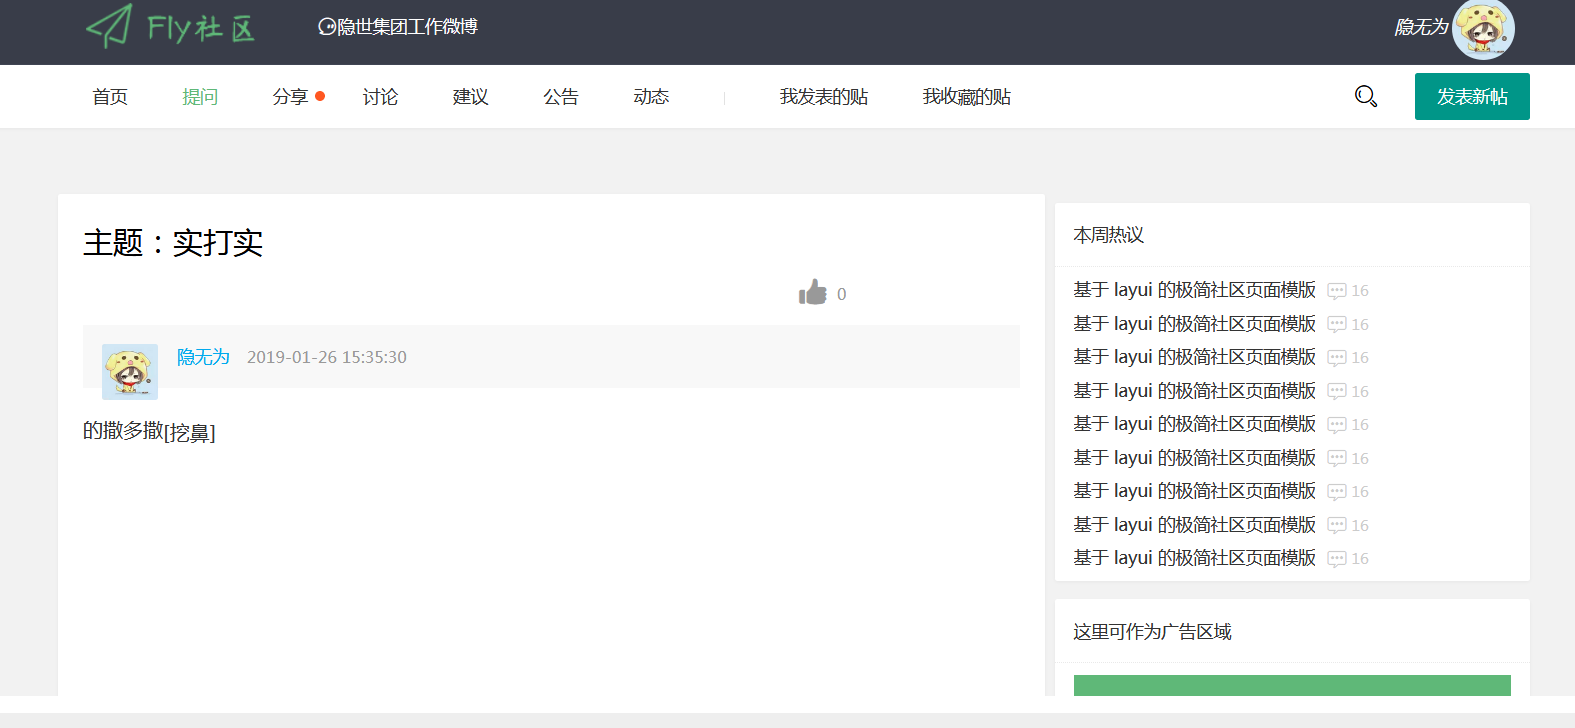 Fly社区
隐世集团工作微博
隐无为
首页 提问 分享 讨论 建议 公告 动态 我发表的贴 我收藏的贴 发表新帖
主题：实打实
0
隐无为 2019-01-26 15:35:30
的撒多撒[挖鼻]
本周热议
基于 layui 的极简社区页面模版 16
基于 layui 的极简社区页面模版 16
基于 layui 的极简社区页面模版 16
基于 layui 的极简社区页面模版 16
基于 layui 的极简社区页面模版 16
基于 layui 的极简社区页面模版 16
基于 layui 的极简社区页面模版 16
基于 layui 的极简社区页面模版 16
基于 layui 的极简社区页面模版 16
这里可作为广告区域